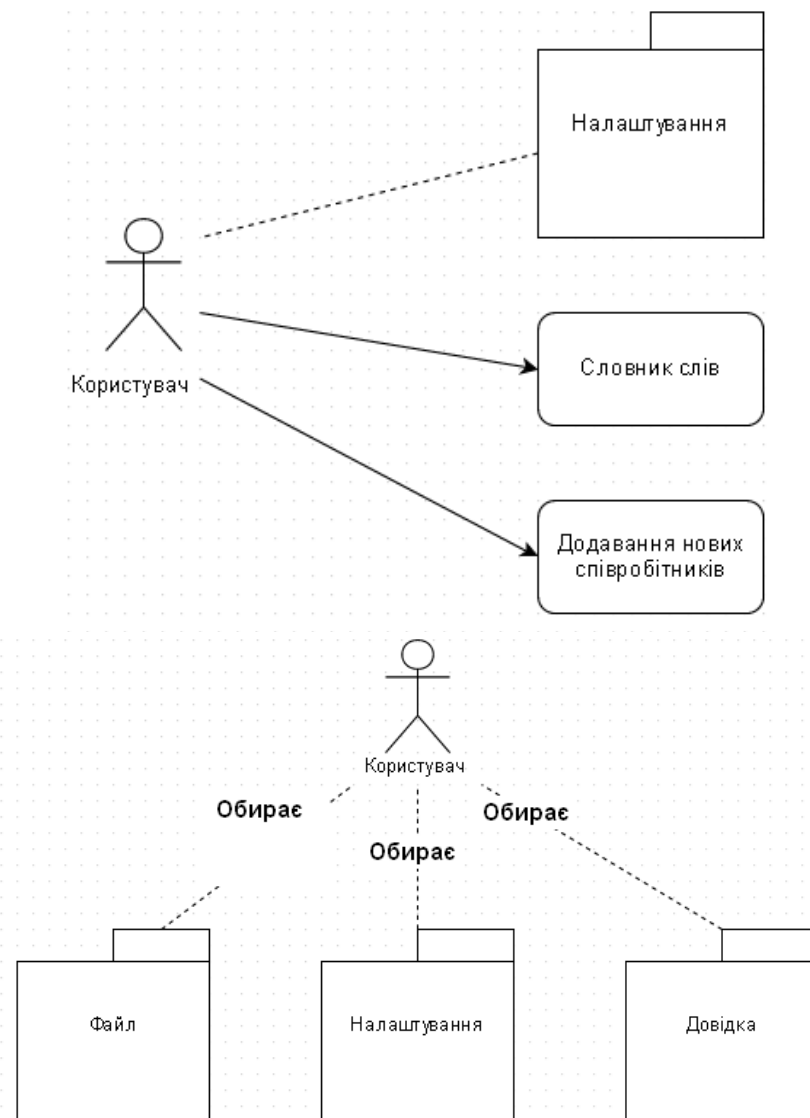 Налаштування
Словник слів
Користувач
Додавання нових
співробітників
Користувач
Обирає
Обирає
Обирає
Файл
Налаштування
Довідка